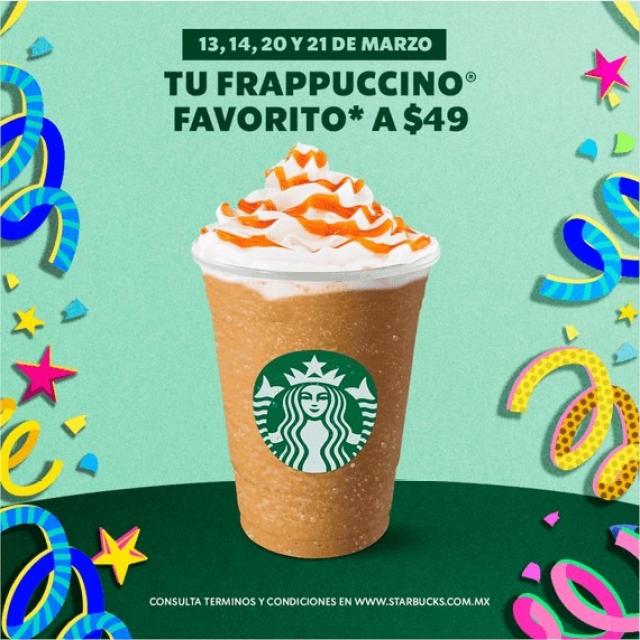 13, 14, 20 Y 21 DE MARZO
TU FRAPPUCCINO®
FAVORITO* A $49
CONSULTA TERMINOS Y CONDICIONES EN WWW.STARBUCKS.COM.MX